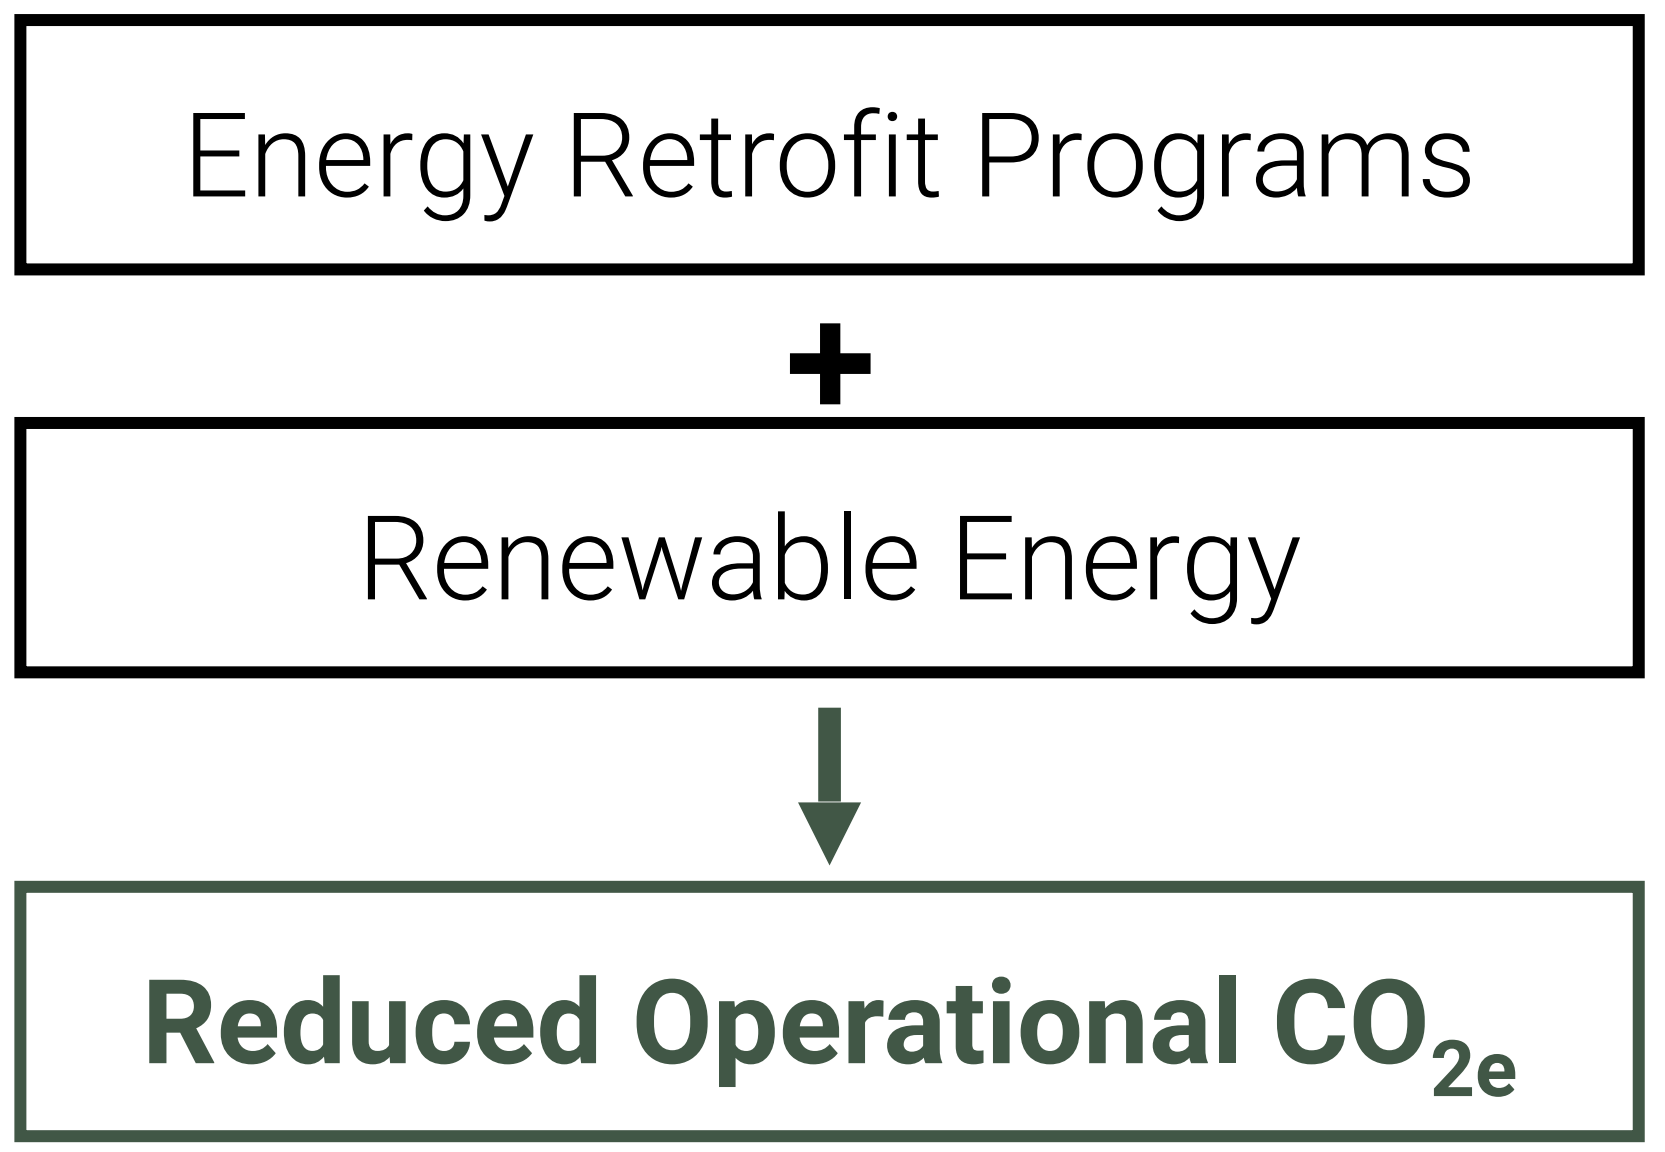 Energy Retrofit Programs
+
Renewable Energy
Reduced Operational CO₂e